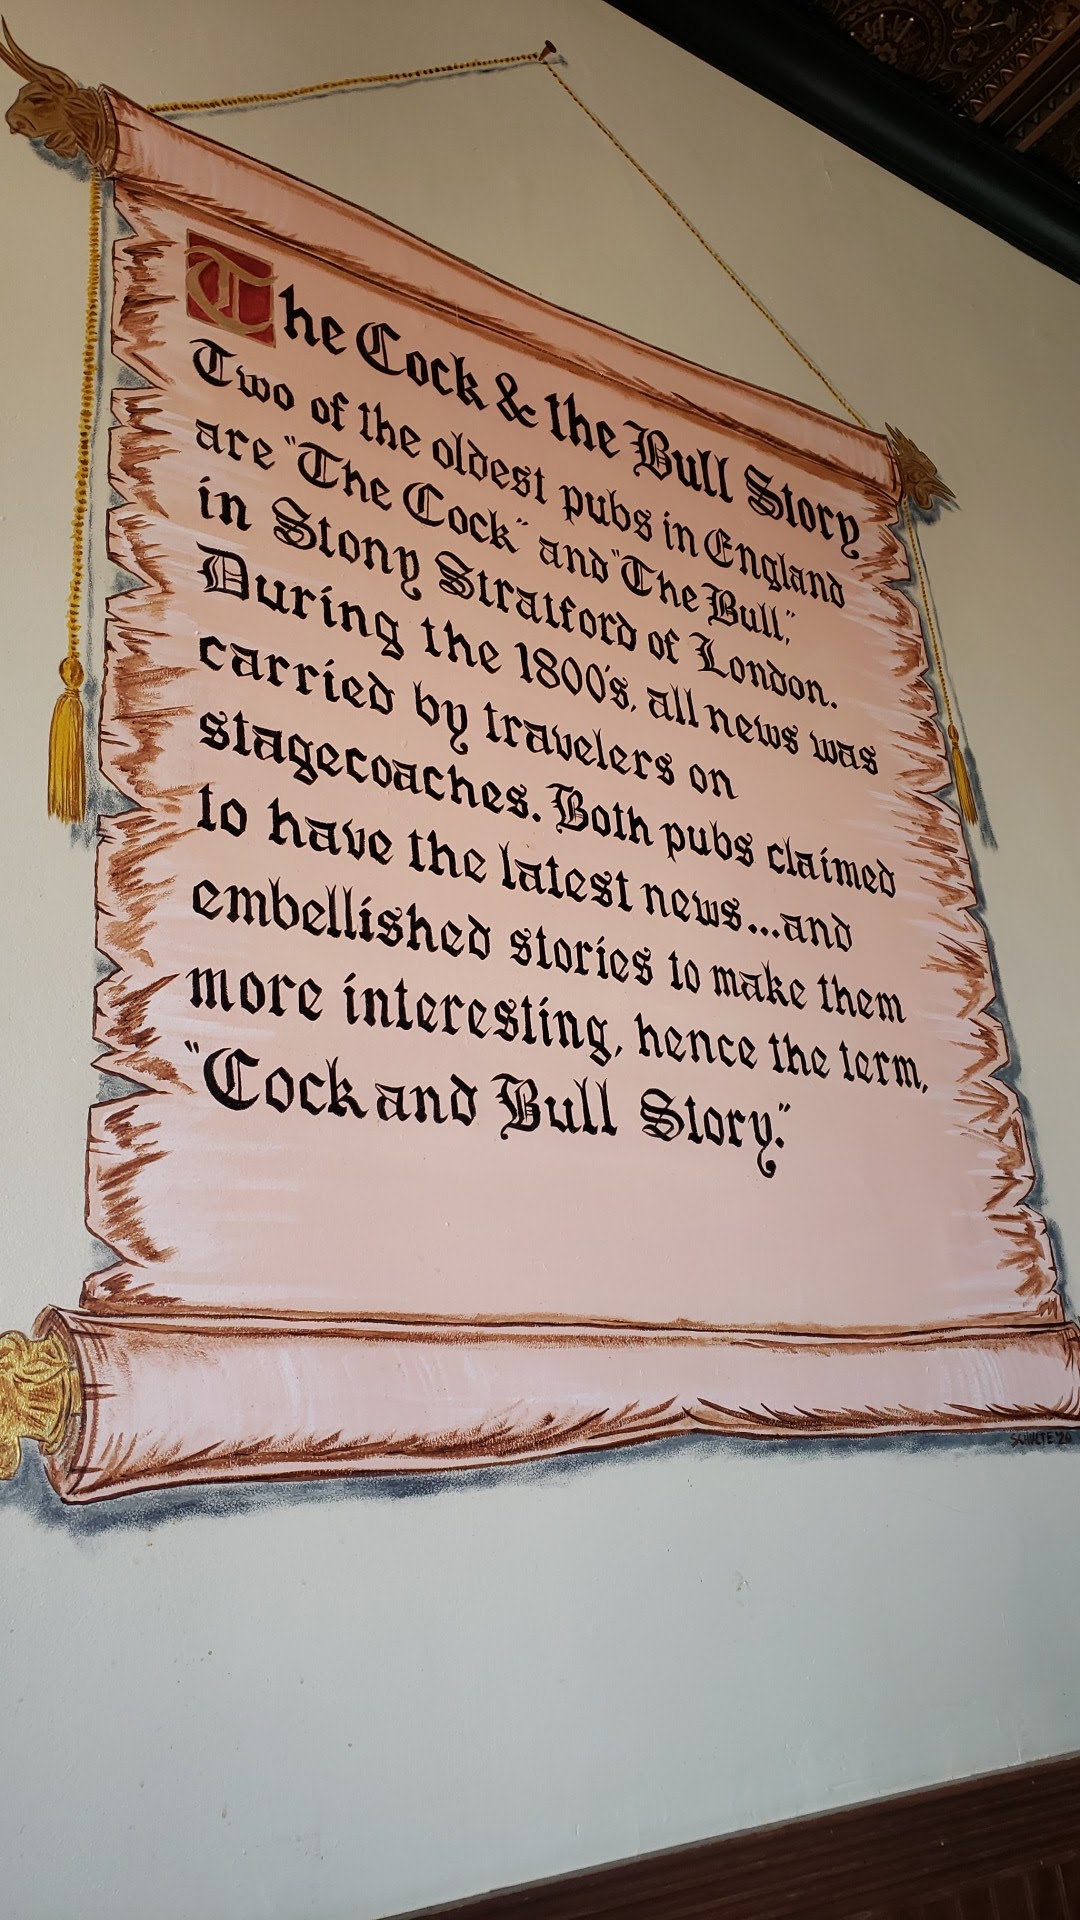 The Cock & the Bull Story
Two of the oldest pubs in England
are "The Cock" and "The Bull,"
in Stony Stratford of London.
During the 1800's, all news was
carried by travelers on
stagecoaches. Both pubs claimed
to have the latest news...and
embellished stories to make them
more interesting, hence the term,
"Cock and Bull Story."
SCHULTE '20